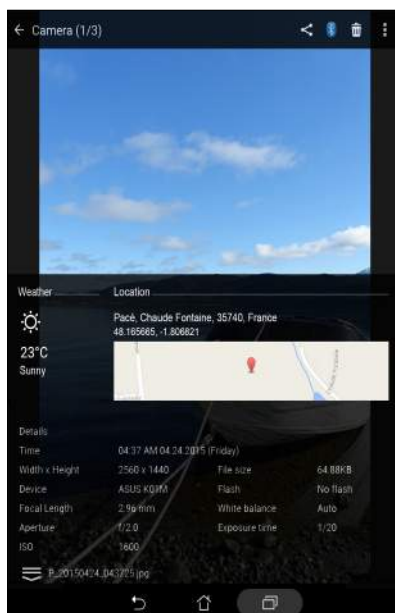 Camera (1/3)
Weather Location
Pacé, Chaude Fontaine, 35740, France
48.165665, -1.806821
23°C
Sunny
Details
Time 04:37 AM 04.24.2015 (Friday)
Width x Height 2560 x 1440 File size 64.88KB
Device ASUS K01M Flash No flash
Focal Length 2.96 mm White balance Auto
Aperture f/2.0 Exposure time 1/20
ISO 1600
P_20150424_043725.jpg